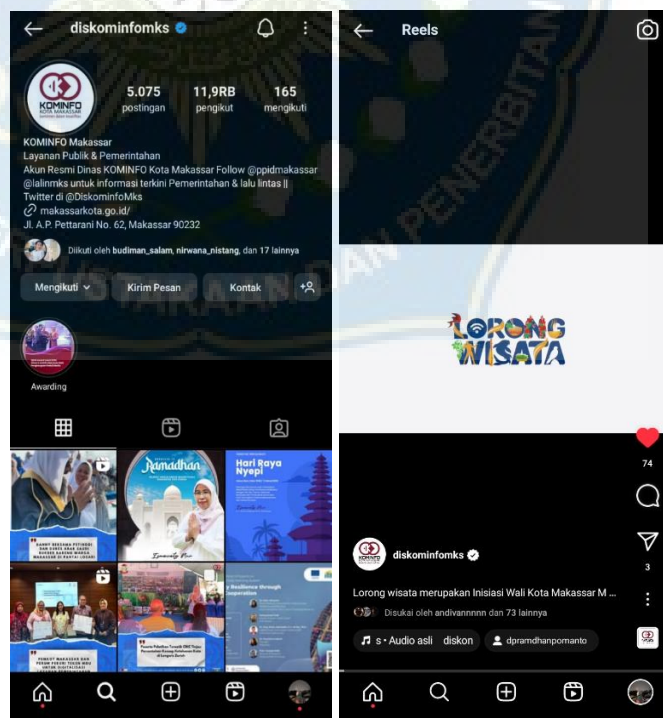 diskominfomks
KOMINFO
KOTA MAKASSAR
5.075
11,9RB
165
postingan
pengikut
mengikuti
KOMINFO Makassar
Layanan Publik & Pemerintahan
Akun Resmi Dinas KOMINFO Kota Makassar Follow @ppidmakassar
@lalinmks untuk informasi terkini Pemerintahan & lalu lintas ||
Twitter di @DiskominfoMks
makassarkota.go.id/
Jl. A.P. Pettarani No. 62, Makassar 90232
Diikuti oleh budiman_salam, nirwana_nistang, dan 17 lainnya
Mengikuti
Kirim Pesan
Kontak
Awarding
Ramadhan
Hari Raya
Nyepi
Reels
LORONG
WISATA
74
3
diskominfomks
Lorong wisata merupakan Inisiasi Wali Kota Makassar M ...
Disukai oleh andivannnnn dan 73 lainnya
s • Audio asli diskon
dpramdhanpomanto
PUSTAKAAN DAN PENERBITAN